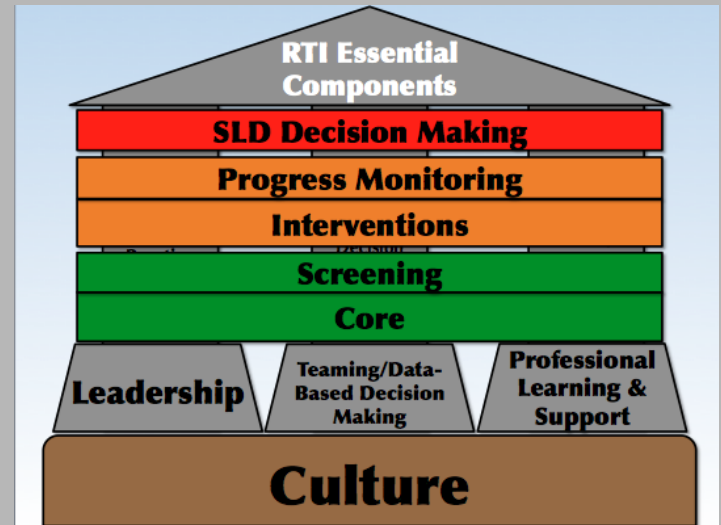 RTI Essential
Components
SLD Decision Making
Progress Monitoring
Interventions
Screening
Core
Leadership
Teaming/Data-
Based Decision
Making
Professional
Learning &
Support
Culture